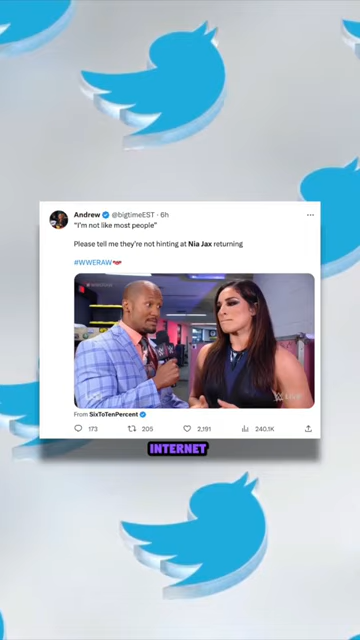 Andrew @bigtimeEST · 6h
"I'm not like most people"
Please tell me they're not hinting at Nia Jax returning
#WWERAW
From SixToTenPercent
173 205 2,191 240.1K
INTERNET